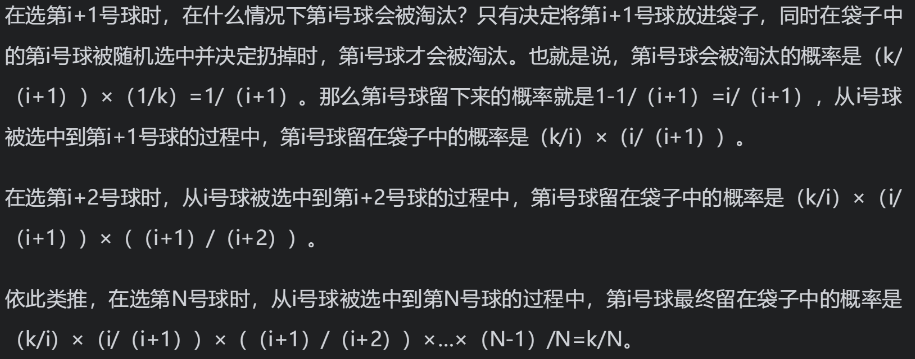 在选第i+1号球时，在什么情况下第i号球会被淘汰？只有决定将第i+1号球放进袋子，同时在袋子中
的第i号球被随机选中并决定扔掉时，第i号球才会被淘汰。也就是说，第i号球会被淘汰的概率是（k/
（i+1））×（1/k）=1/（i+1）。那么第i号球留下来的概率就是1-1/（i+1）=i/（i+1），从i号球
被选中到第i+1号球的过程中，第i号球留在袋子中的概率是（k/i）×（i/（i+1））。
在选第i+2号球时，从i号球被选中到第i+2号球的过程中，第i号球留在袋子中的概率是（k/i）×（i/
（i+1））×（（i+1）/（i+2））。
依此类推，在选第N号球时，从i号球被选中到第N号球的过程中，第i号球最终留在袋子中的概率是
（k/i）×（i/（i+1））×（（i+1）/（i+2））×…×（N-1）/N=k/N。